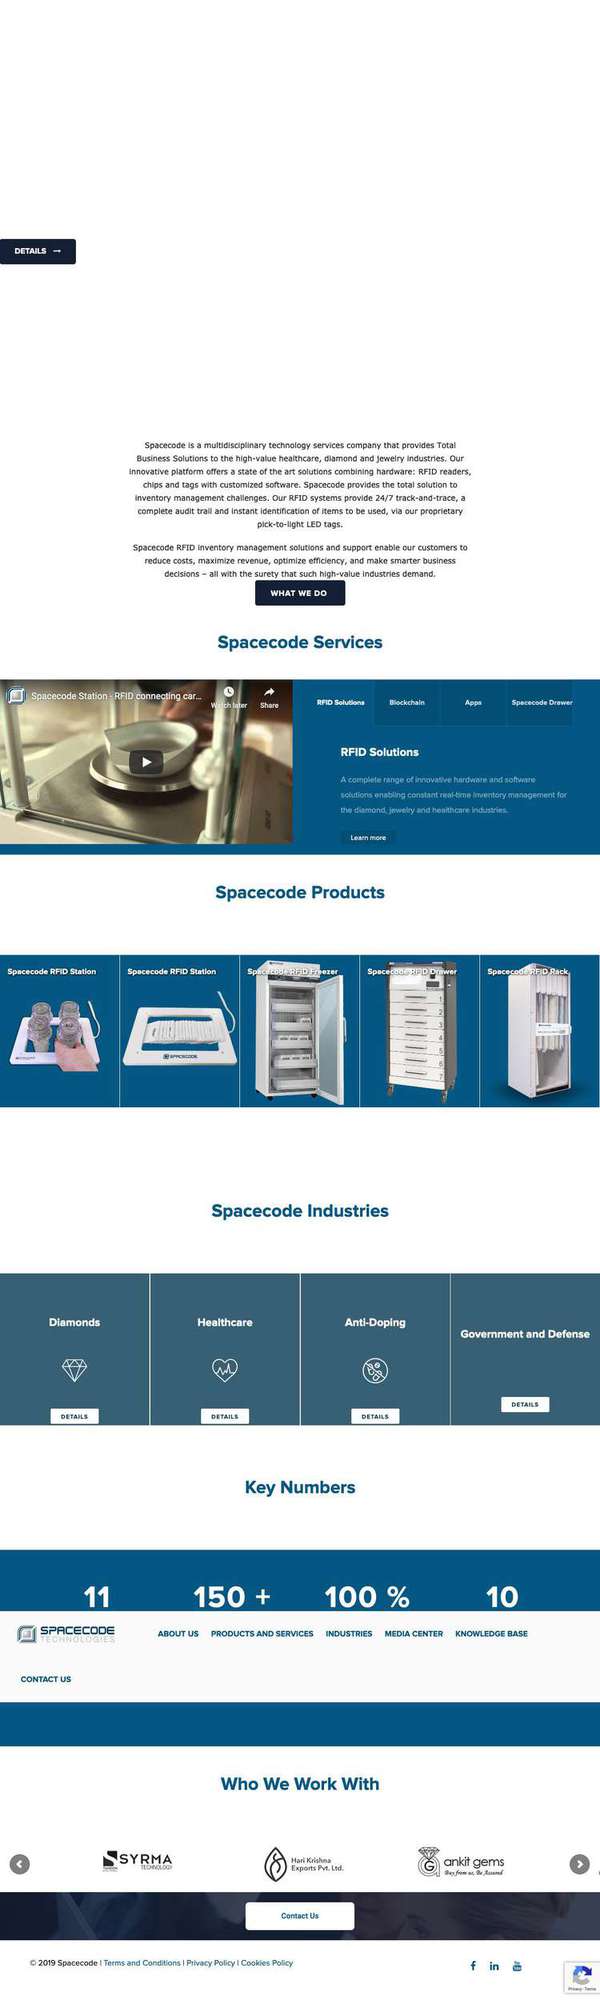 DETAILS →
Spacecode is a multidisciplinary technology services company that provides Total
Business Solutions to the high-value healthcare, diamond and jewelry industries. Our
innovative platform offers a state of the art solutions combining hardware: RFID readers,
chips and tags with customized software. Spacecode provides the total solution to
inventory management challenges. Our RFID systems provide 24/7 track-and-trace, a
complete audit trail and instant identification of items to be used, via our proprietary
pick-to-light LED tags.
Spacecode RFID inventory management solutions and support enable our customers to
reduce costs, maximize revenue, optimize efficiency, and make smarter business
decisions – all with the surety that such high-value industries demand.
WHAT WE DO
Spacecode Services
Spacecode Station - RFID connecting car...
Watch later
Share
RFID Solutions
Blockchain
Apps
Spacecode Drawer
RFID Solutions
A complete range of innovative hardware and software
solutions enabling constant real-time inventory management for
the diamond, jewelry and healthcare industries.
Learn more
Spacecode Products
Spacecode RFID Station
Spacecode RFID Station
Spacecode RFID Freezer
Spacecode RFID Drawer
Spacecode RFID Rack
SPACECODE
1
2
3
4
5
6
7
Spacecode Industries
Diamonds
Healthcare
Anti-Doping
Government and Defense
DETAILS
DETAILS
DETAILS
DETAILS
Key Numbers
11
150 +
100 %
10
SPACECODE
TECHNOLOGIES
ABOUT US
PRODUCTS AND SERVICES
INDUSTRIES
MEDIA CENTER
KNOWLEDGE BASE
CONTACT US
Who We Work With
SYRMA
TECHNOLOGY
Hari Krishna
Exports Pvt. Ltd.
ankit gems
Buy from us, Be Assured
Contact Us
© 2019 Spacecode | Terms and Conditions | Privacy Policy | Cookies Policy
Privacy - Terms